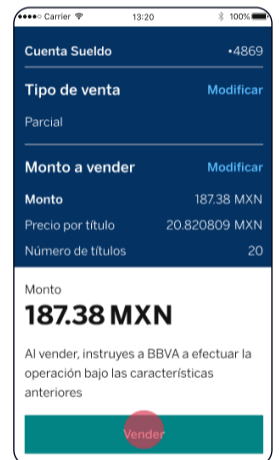 Carrier 13:20 100%
Cuenta Sueldo •4869
Tipo de venta Modificar
Parcial
Monto a vender Modificar
Monto 187.38 MXN
Precio por título 20.820809 MXN
Número de títulos 20
Monto
187.38 MXN
Al vender, instruyes a BBVA a efectuar la
operación bajo las características
anteriores
Vender